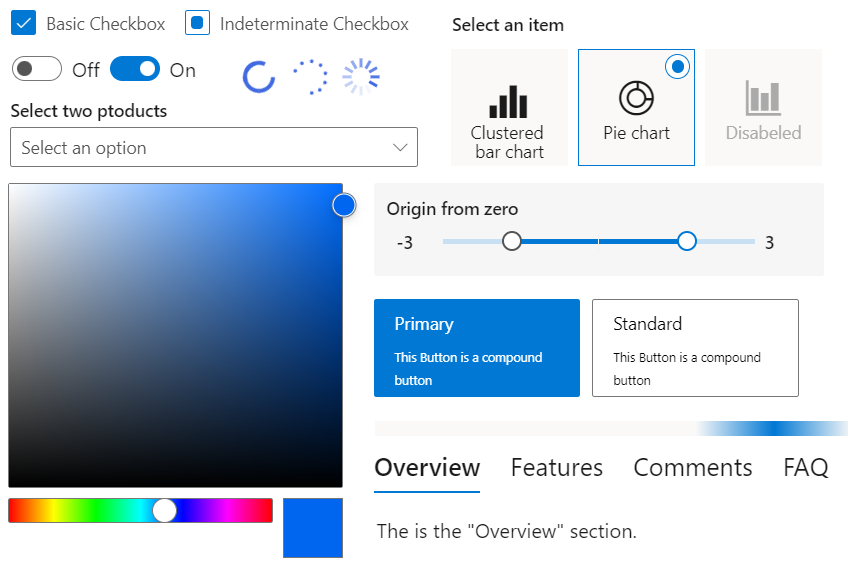 Basic Checkbox
Indeterminate Checkbox
Off
On
Select two ptoducts
Select an option
Select an item
Clustered
bar chart
Pie chart
Disabeled
Origin from zero
-3
3
Primary
This Button is a compound
button
Standard
This Button is a compound
button
Overview Features Comments FAQ
The is the "Overview" section.